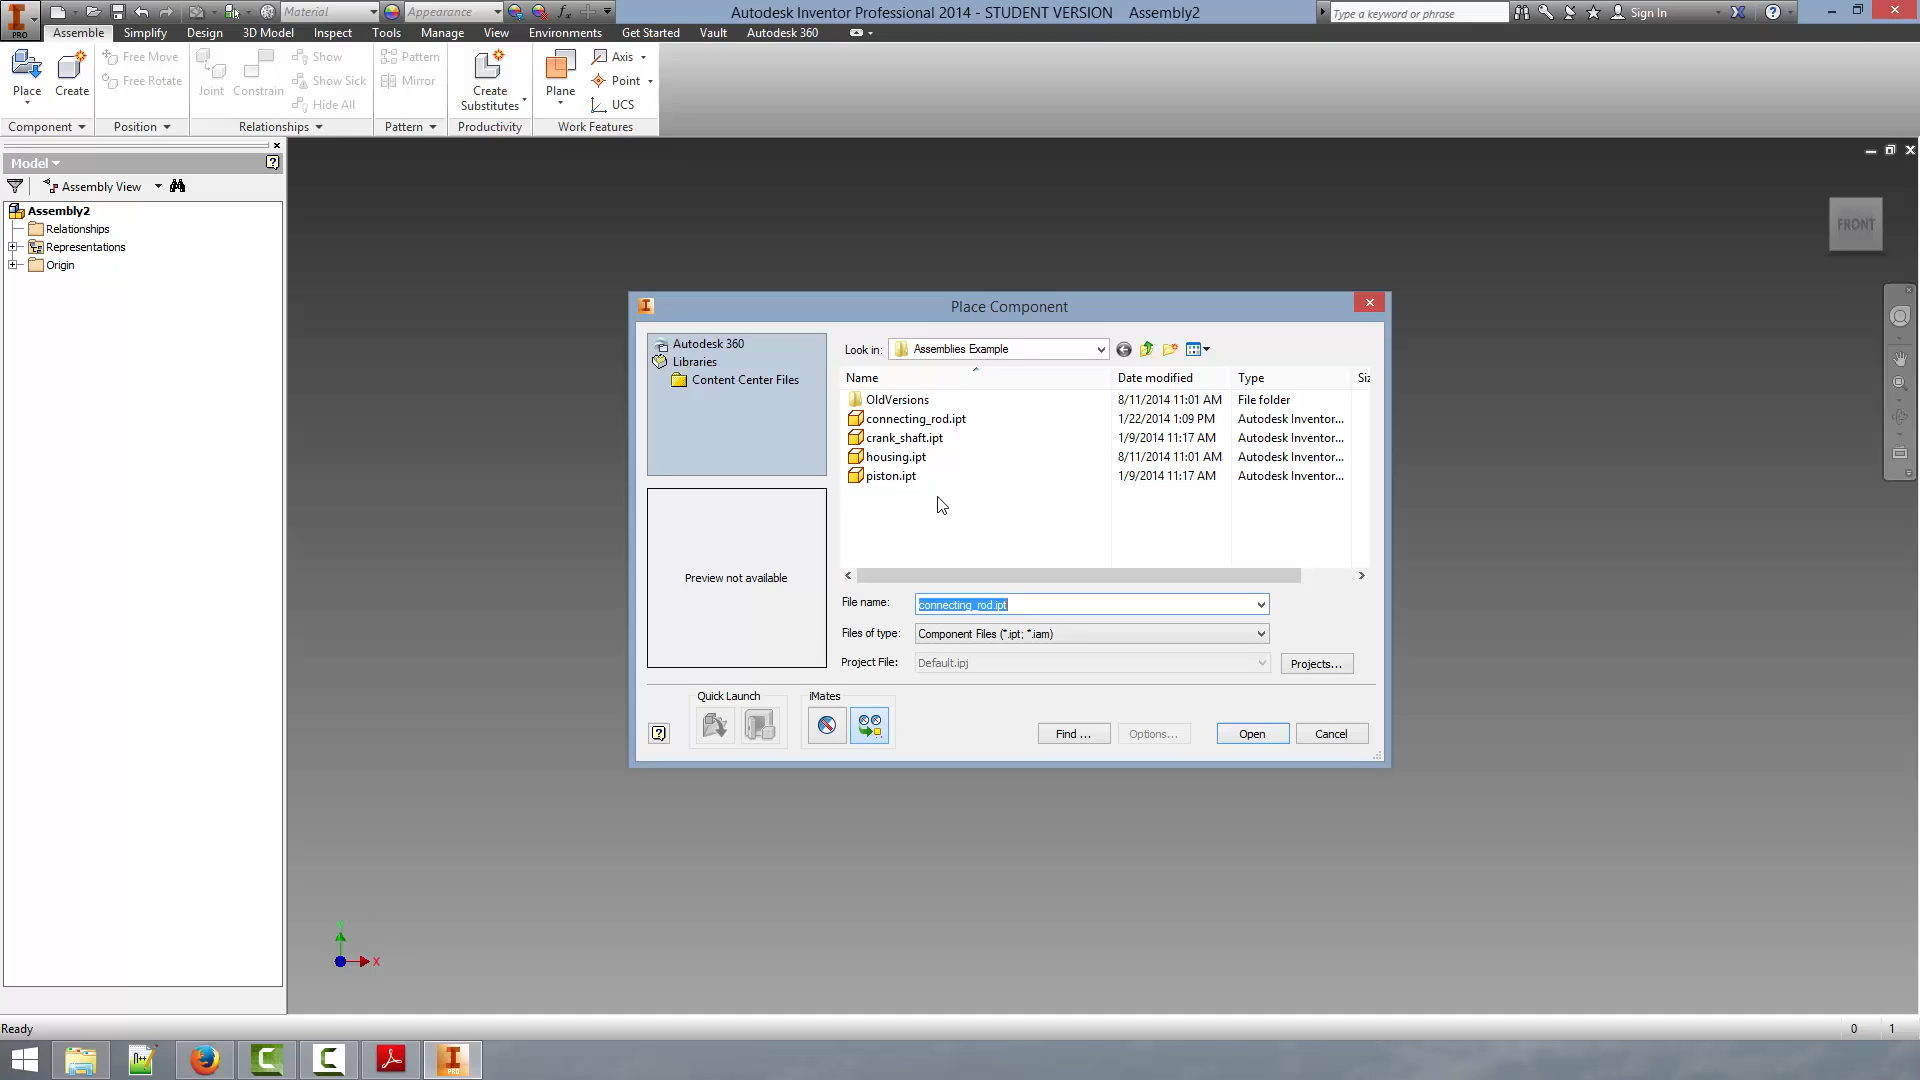 Material
Appearance
Autodesk Inventor Professional 2014 - STUDENT VERSION Assembly2
Type a keyword or phrase
Sign In
PRO
Assemble Simplify Design 3D Model Inspect Tools Manage View Environments Get Started Vault Autodesk 360
Free Move
Free Rotate
Show
Show Sick
Hide All
Pattern
Mirror
Axis
Point
UCS
Place
Create
Joint
Constrain
Create
Substitutes
Plane
Component
Position
Relationships
Pattern
Productivity
Work Features
Model
Assembly View
Assembly2
Relationships
Representations
Origin
FRONT
Place Component
Autodesk 360
Libraries
Content Center Files
Look in: Assemblies Example
Name Date modified Type Siz
OldVersions 8/11/2014 11:01 AM File folder
connecting_rod.ipt 1/22/2014 1:09 PM Autodesk Inventor...
crank_shaft.ipt 1/9/2014 11:17 AM Autodesk Inventor...
housing.ipt 8/11/2014 11:01 AM Autodesk Inventor...
piston.ipt 1/9/2014 11:17 AM Autodesk Inventor...
Preview not available
File name: connecting_rod.ipt
Files of type: Component Files (*.ipt; *.iam)
Project File: Default.ipj
Projects...
Quick Launch
iMates
Find ...
Options...
Open
Cancel
Y
X
Ready
0 1
PRO